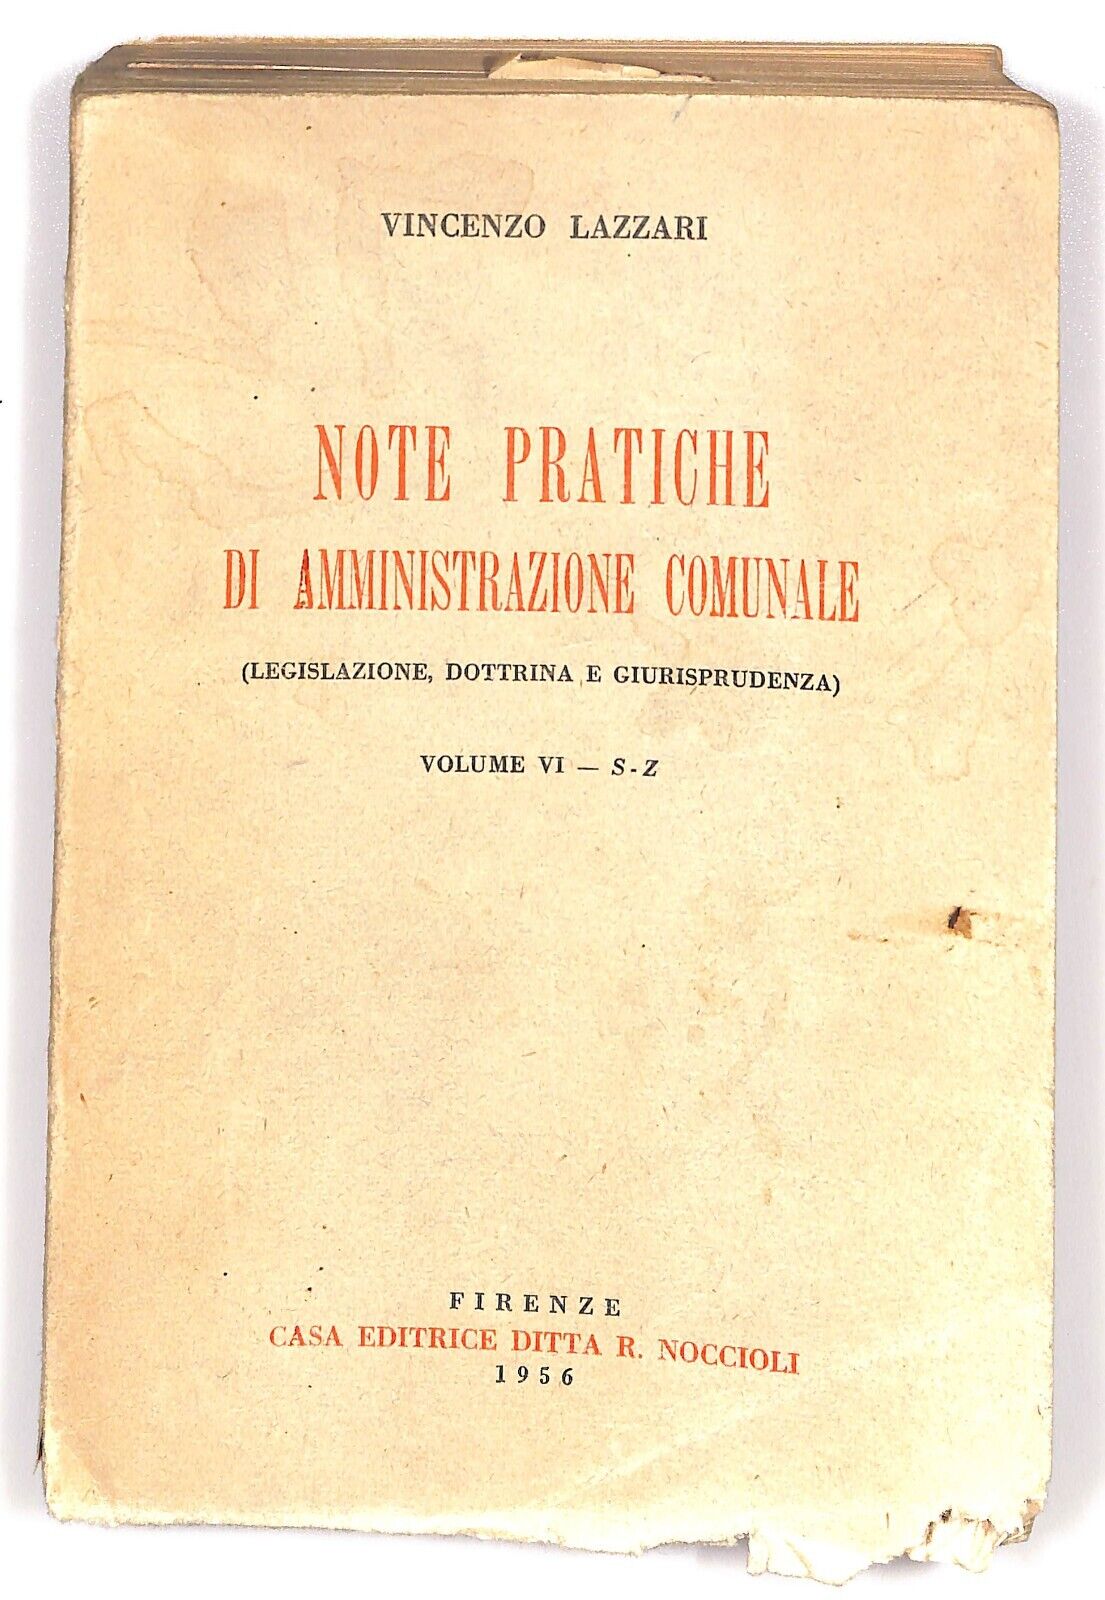 VINCENZO LAZZARI
NOTE PRATICHE
DI AMMINISTRAZIONE COMUNALE
(LEGISLAZIONE, DOTTRINA E GIURISPRUDENZA)
VOLUME VI — S-Z
FIRENZE
CASA EDITRICE DITTA R. NOCCIOLI
1956